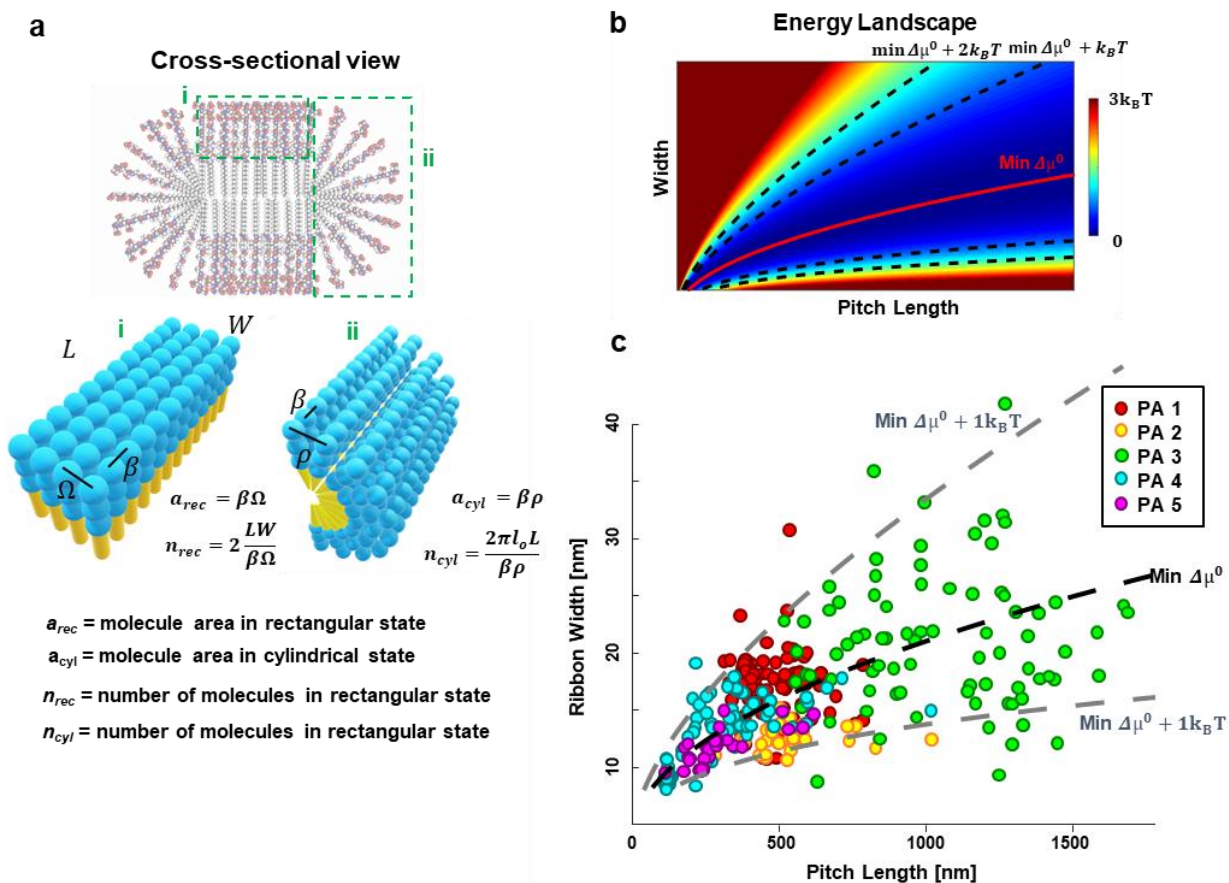 a
Cross-sectional view
i
ii
i
ii
L
W
Ω
β
a_rec = βΩ
n_rec = 2 LW/βΩ
β
ρ
a_cyl = βρ
n_cyl = 2πl_oL/βρ
a_rec = molecule area in rectangular state
a_cyl = molecule area in cylindrical state
n_rec = number of molecules in rectangular state
n_cyl = number of molecules in rectangular state
b
Energy Landscape
min Δμ⁰ + 2k_BT
min Δμ⁰ + k_BT
Min Δμ⁰
Width
Pitch Length
3k_BT
0
c
Min Δμ⁰ + 1k_BT
PA 1
PA 2
PA 3
PA 4
PA 5
Min Δμ⁰
Min Δμ⁰ + 1k_BT
Ribbon Width [nm]
40
30
20
10
0
500
1000
1500
Pitch Length [nm]